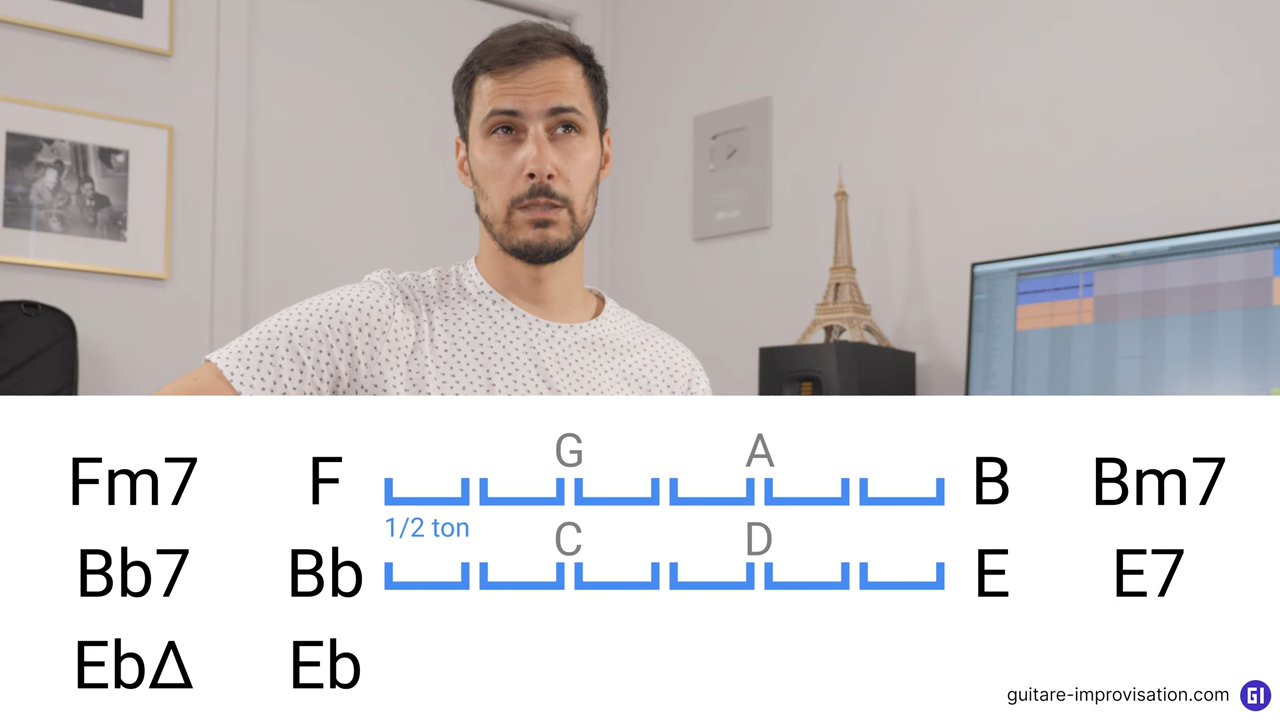 G A
Fm7 F B Bm7
1/2 ton
C D
Bb7 Bb E E7
EbΔ Eb
guitare-improvisation.com GI